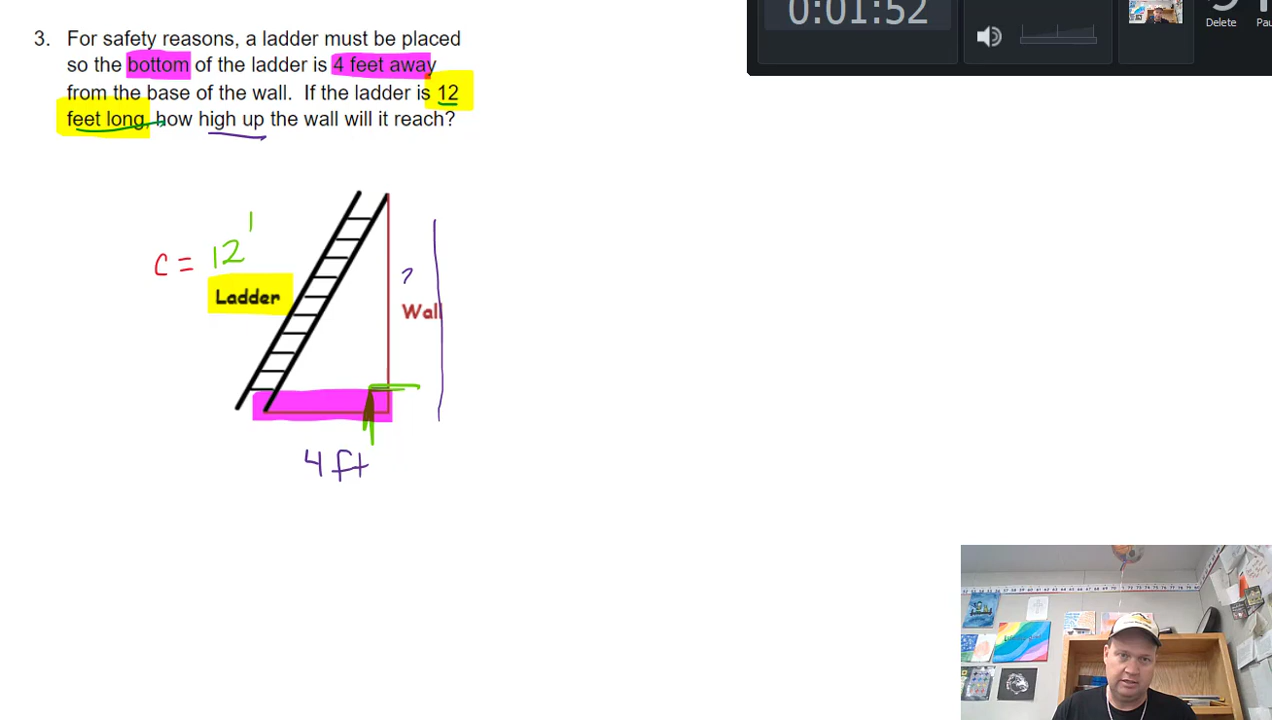 0:01:52
Delete
3. For safety reasons, a ladder must be placed
so the bottom of the ladder is 4 feet away
from the base of the wall. If the ladder is 12
feet long, how high up the wall will it reach?
c = 12'
Ladder
?
Wall
4 ft